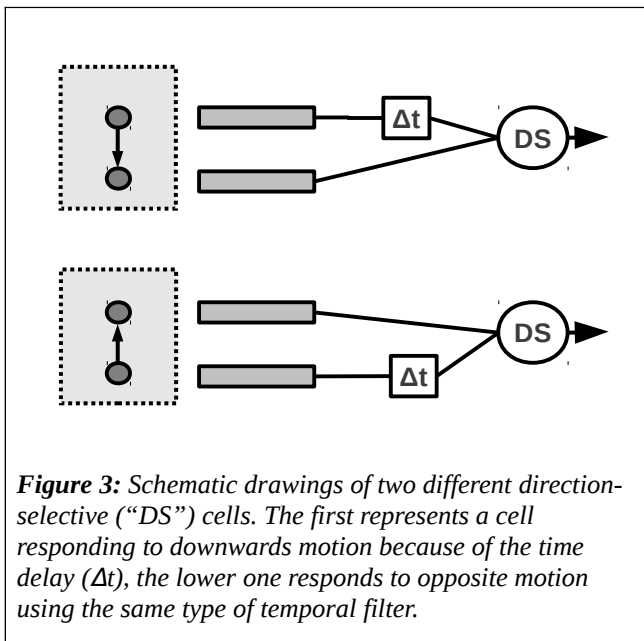 Δt
DS
DS
Δt
Figure 3: Schematic drawings of two different direction-
selective (“DS”) cells. The first represents a cell
responding to downwards motion because of the time
delay (Δt), the lower one responds to opposite motion
using the same type of temporal filter.